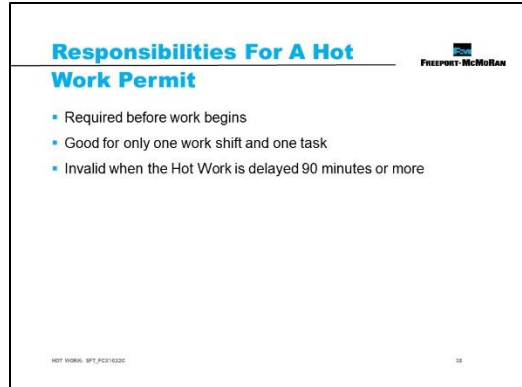 Responsibilities For A Hot
Work Permit
FCX
FREEPORT-MCMORAN
Required before work begins
Good for only one work shift and one task
Invalid when the Hot Work is delayed 90 minutes or more
HOT WORK: SFT_FCX1022C